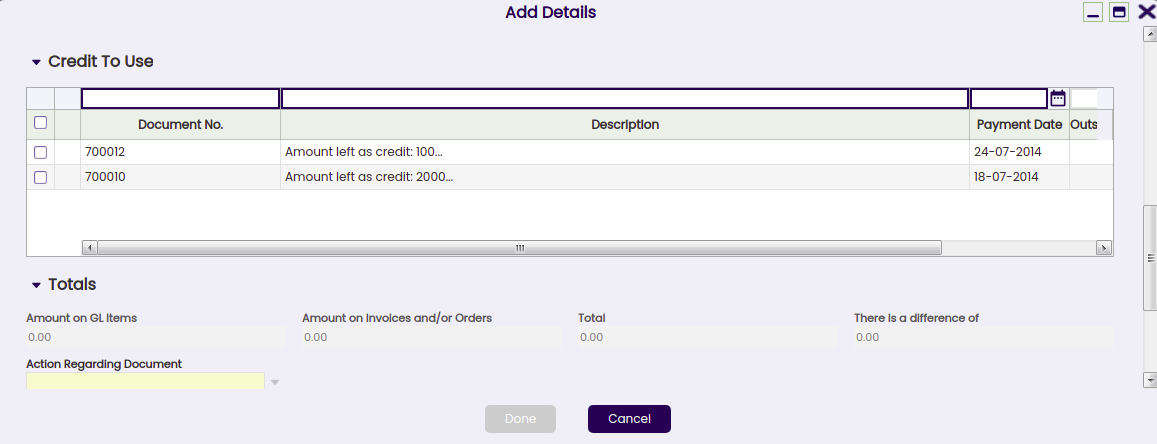 Add Details
Credit To Use
Document No. Description Payment Date Outs
700012 Amount left as credit: 100... 24-07-2014
700010 Amount left as credit: 2000... 18-07-2014
Totals
Amount on GL Items Amount on Invoices and/or Orders Total There is a difference of
0.00 0.00 0.00 0.00
Action Regarding Document
Done Cancel